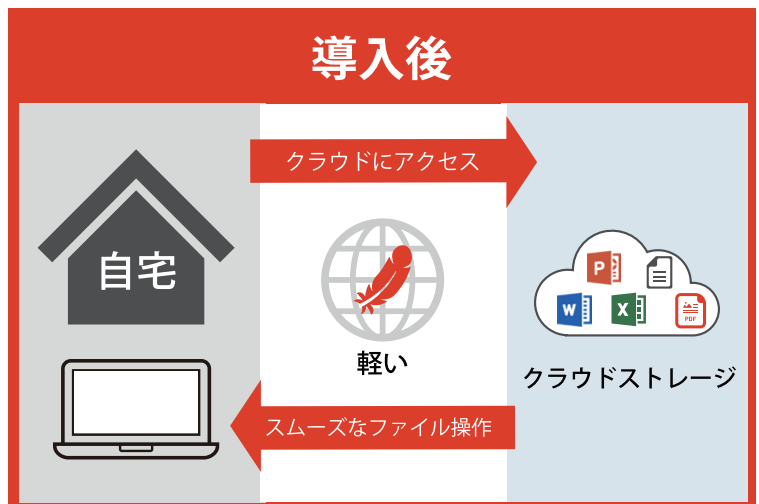 導入後
クラウドにアクセス
自宅
P
W
X
PDF
軽い
クラウドストレージ
スムーズなファイル操作